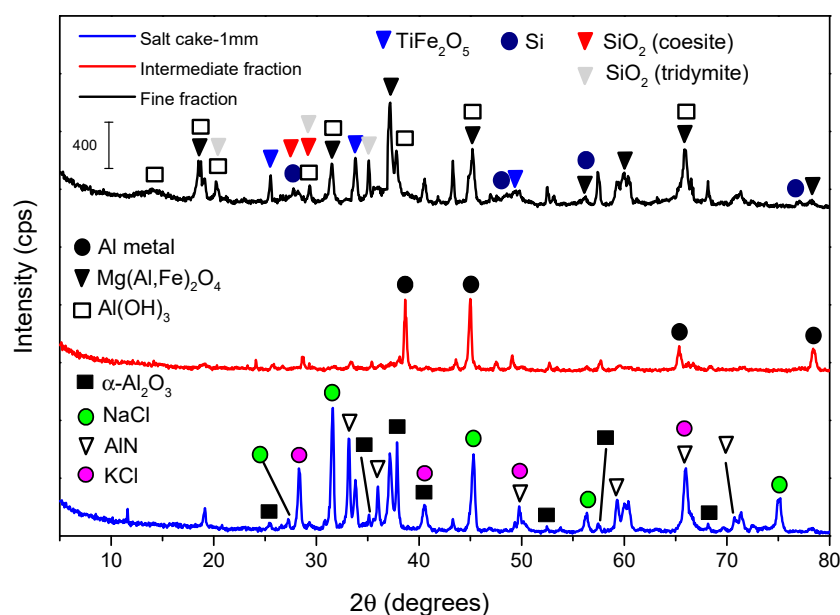 Salt cake-1mm
Intermediate fraction
Fine fraction
TiFe₂O₅
Si
SiO₂ (coesite)
SiO₂ (tridymite)
400
Al metal
Mg(Al,Fe)₂O₄
Al(OH)₃
α-Al₂O₃
NaCl
AlN
KCl
Intensity (cps)
10 20 30 40 50 60 70 80
2θ (degrees)